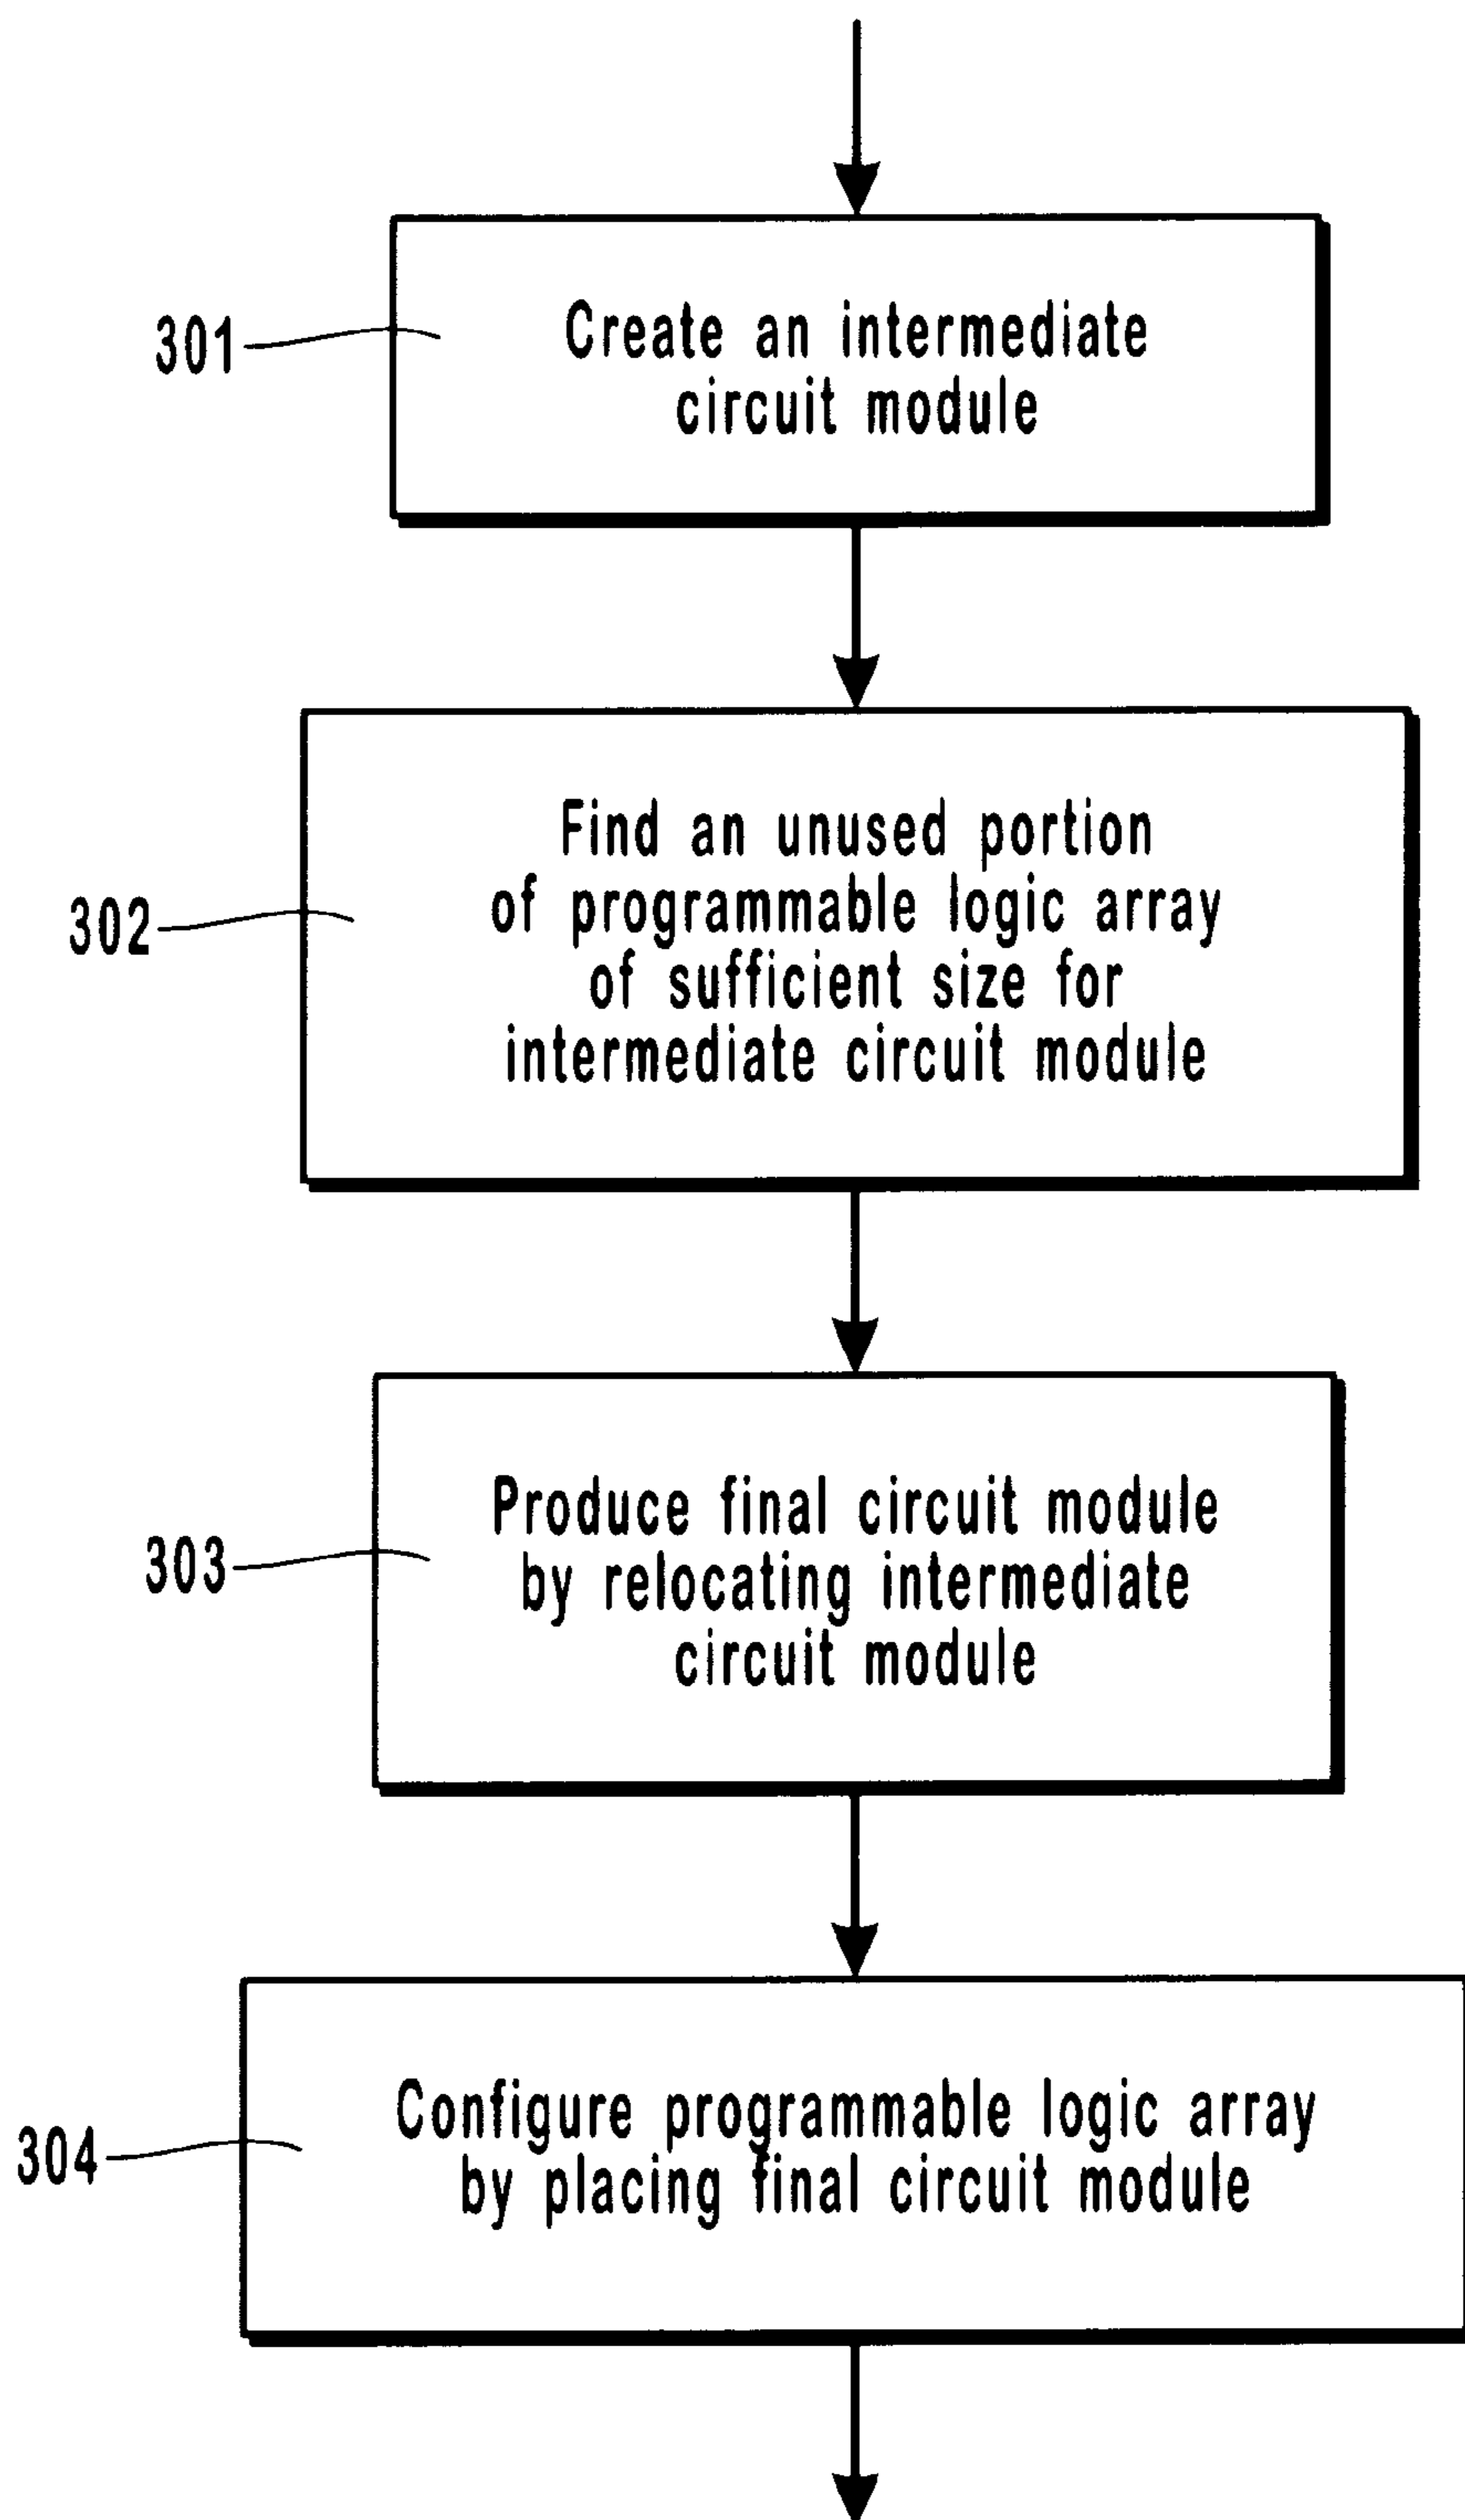 301
Create an intermediate
circuit module
302
Find an unused portion
of programmable logic array
of sufficient size for
intermediate circuit module
303
Produce final circuit module
by relocating intermediate
circuit module
304
Configure programmable logic array
by placing final circuit module